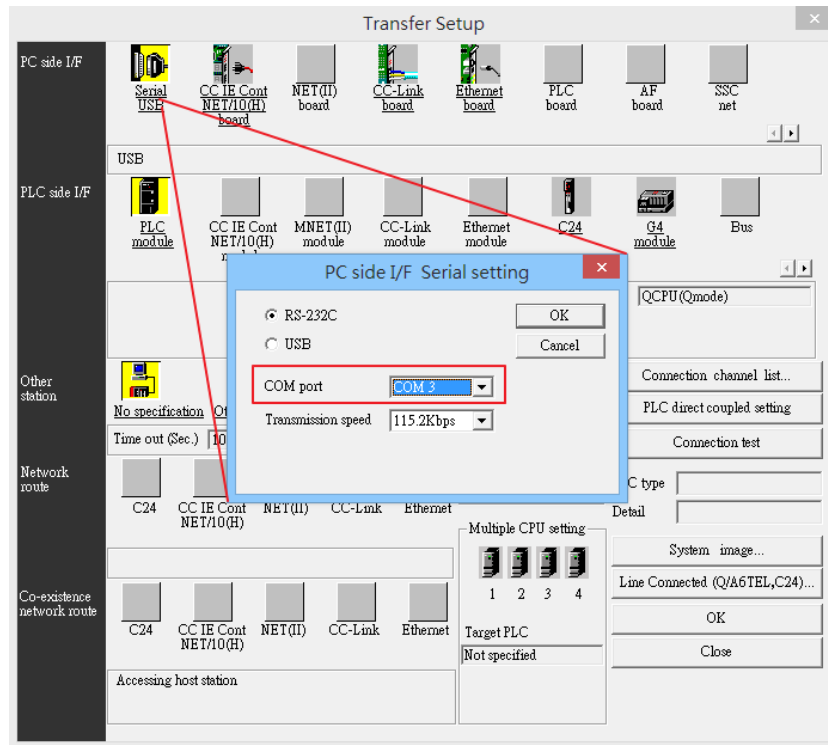 Transfer Setup
PC side I/F
Serial
USB
CC IE Cont
NET/10(H)
board
NET(II)
board
CC-Link
board
Ethernet
board
PLC
board
AF
board
SSC
net
USB
PLC side I/F
PLC
module
CC IE Cont
NET/10(H)
MNET(II)
module
CC-Link
module
Ethernet
module
C24
G4
module
Bus
PC side I/F Serial setting
RS-232C
OK
USB
Cancel
COM port
COM 3
Transmission speed
115.2Kbps
QCPU(Qmode)
Other
station
No specification
Time out (Sec.)
10
Connection channel list...
PLC direct coupled setting
Connection test
C type
Detail
Network
route
C24
CC IE Cont
NET/10(H)
NET(II)
CC-Link
Ethernet
Multiple CPU setting
1 2 3 4
Target PLC
Not specified
System image...
Line Connected (Q/A6TEL,C24)...
OK
Close
Co-existence
network route
C24
CC IE Cont
NET/10(H)
NET(II)
CC-Link
Ethernet
Accessing host station